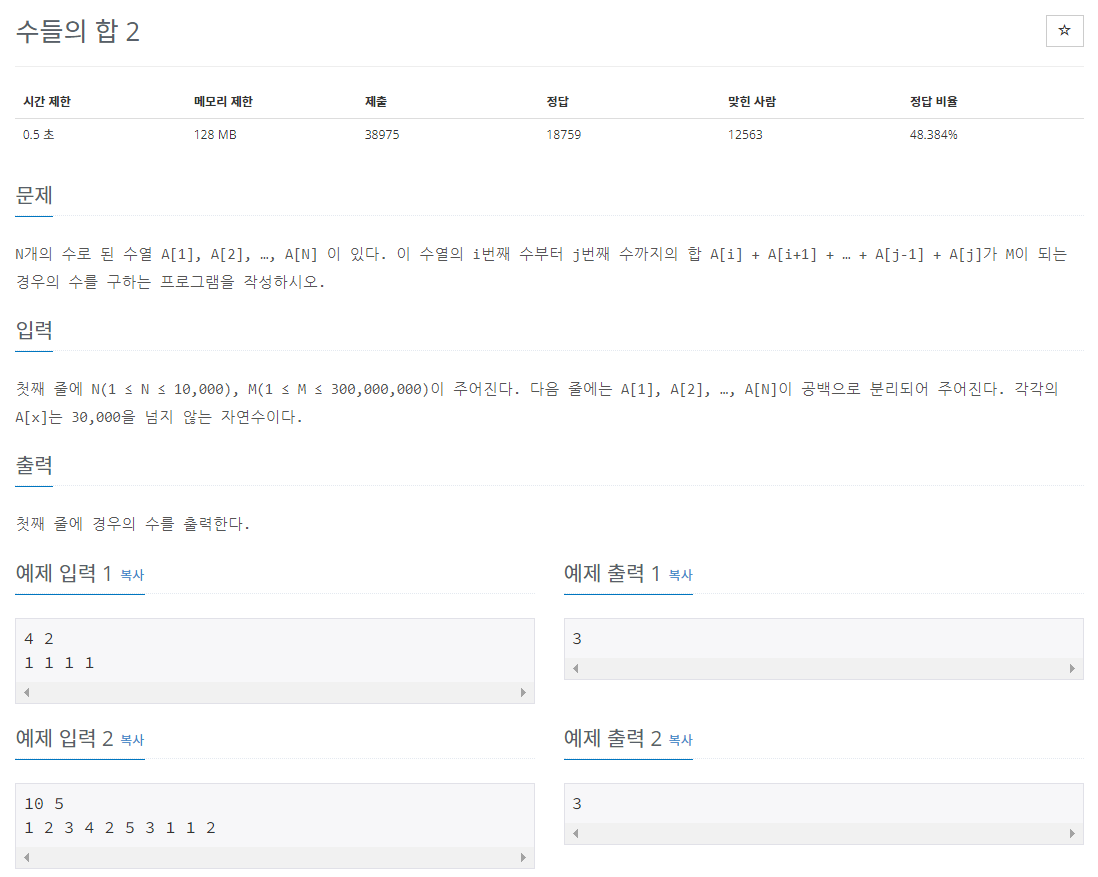 수들의 합 2
☆
시간 제한 메모리 제한 제출 정답 맞힌 사람 정답 비율
0.5 초 128 MB 38975 18759 12563 48.384%
문제
N개의 수로 된 수열 A[1], A[2], …, A[N] 이 있다. 이 수열의 i번째 수부터 j번째 수까지의 합 A[i] + A[i+1] + … + A[j-1] + A[j]가 M이 되는
경우의 수를 구하는 프로그램을 작성하시오.
입력
첫째 줄에 N(1 ≤ N ≤ 10,000), M(1 ≤ M ≤ 300,000,000)이 주어진다. 다음 줄에는 A[1], A[2], …, A[N]이 공백으로 분리되어 주어진다. 각각의
A[x]는 30,000을 넘지 않는 자연수이다.
출력
첫째 줄에 경우의 수를 출력한다.
예제 입력 1 복사
4 2
1 1 1 1
예제 출력 1 복사
3
예제 입력 2 복사
10 5
1 2 3 4 2 5 3 1 1 2
예제 출력 2 복사
3